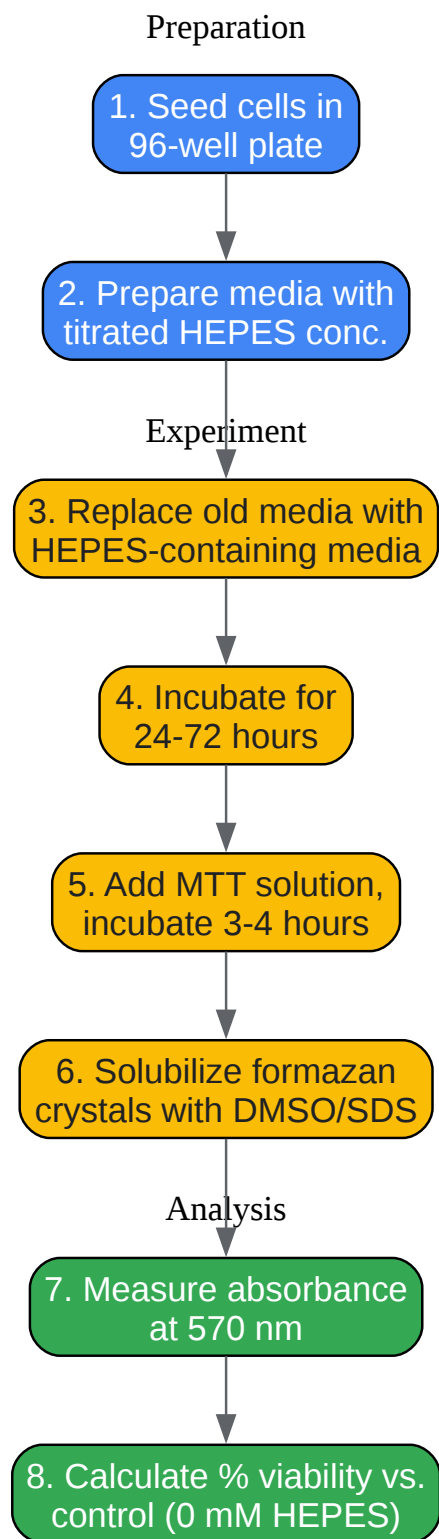 Preparation
1. Seed cells in
96-well plate
2. Prepare media with
titrated HEPES conc.
Experiment
3. Replace old media with
HEPES-containing media
4. Incubate for
24-72 hours
5. Add MTT solution,
incubate 3-4 hours
6. Solubilize formazan
crystals with DMSO/SDS
Analysis
7. Measure absorbance
at 570 nm
8. Calculate % viability vs.
control (0 mM HEPES)